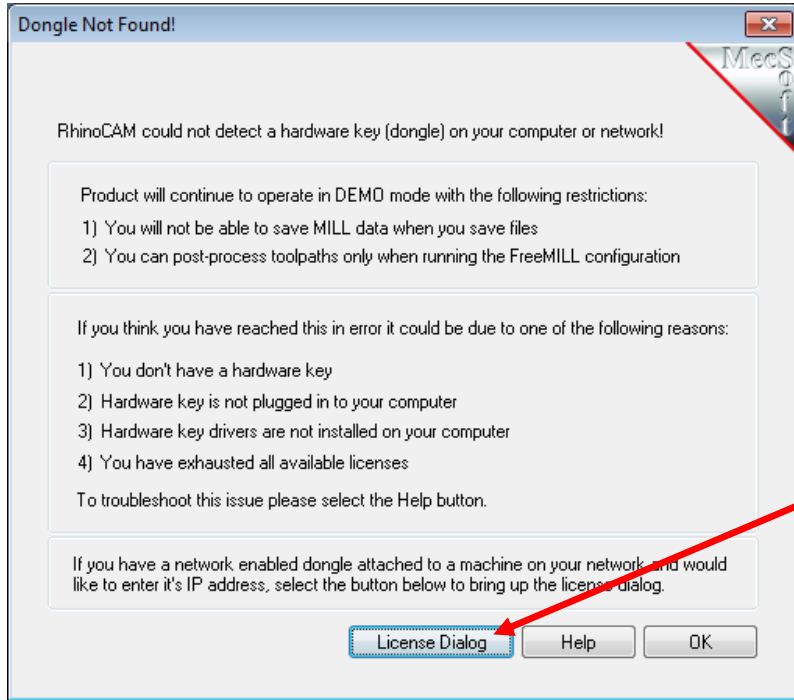 Dongle Not Found!
MecS
o
f
t
RhinoCAM could not detect a hardware key (dongle) on your computer or network!
Product will continue to operate in DEMO mode with the following restrictions:
1) You will not be able to save MILL data when you save files
2) You can post-process toolpaths only when running the FreeMILL configuration
If you think you have reached this in error it could be due to one of the following reasons:
1) You don't have a hardware key
2) Hardware key is not plugged in to your computer
3) Hardware key drivers are not installed on your computer
4) You have exhausted all available licenses
To troubleshoot this issue please select the Help button.
If you have a network enabled dongle attached to a machine on your network and would
like to enter it's IP address, select the button below to bring up the license dialog.
License Dialog Help OK